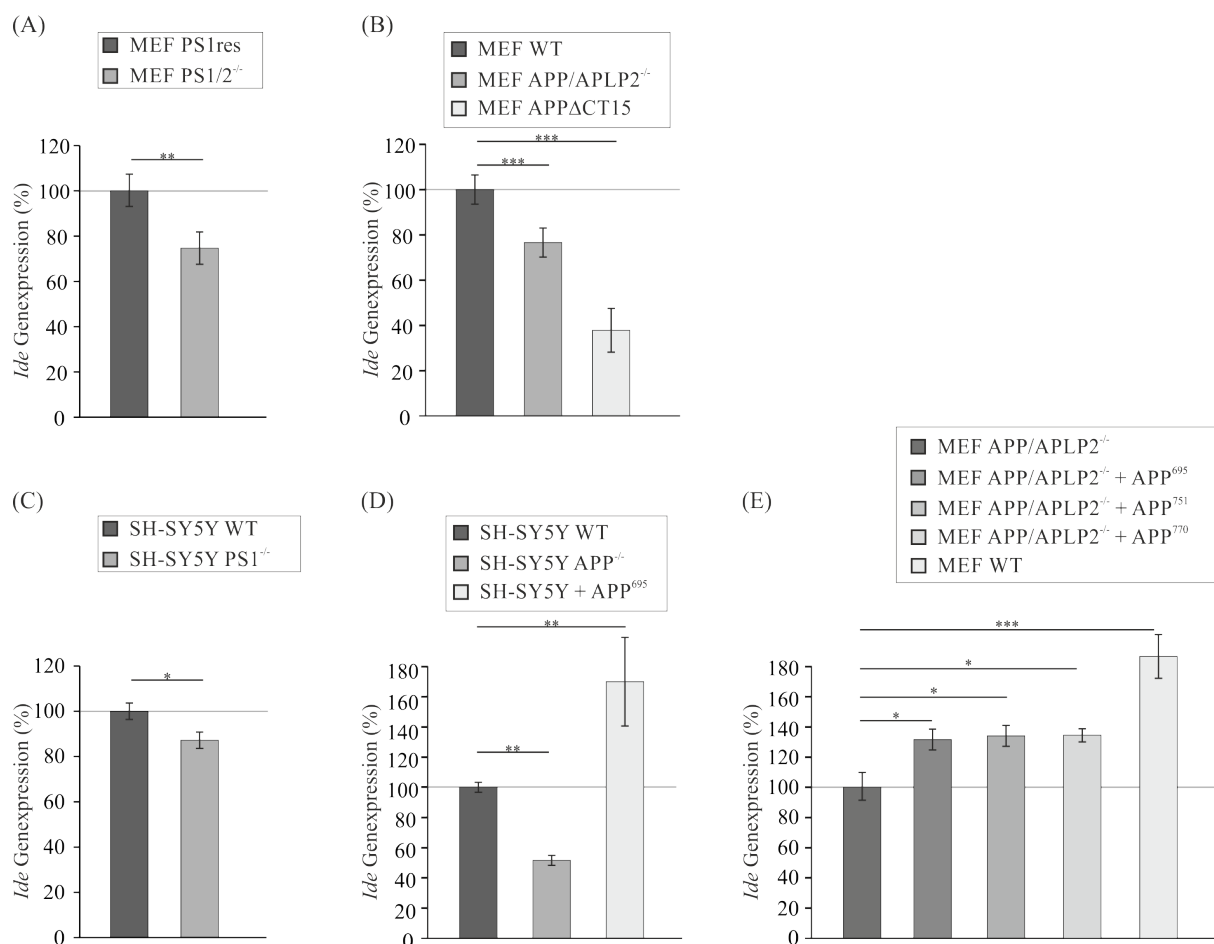 (A)
MEF PS1res
MEF PS1/2-/-
120
100
80
60
40
20
0
Ide Genexpression (%)
**
(B)
MEF WT
MEF APP/APLP2-/-
MEF APPΔCT15
120
100
80
60
40
20
0
Ide Genexpression (%)
***
***
(C)
SH-SY5Y WT
SH-SY5Y PS1-/-
120
100
80
60
40
20
0
Ide Genexpression (%)
*
(D)
SH-SY5Y WT
SH-SY5Y APP-/-
SH-SY5Y + APP695
180
160
140
120
100
80
60
40
20
0
Ide Genexpression (%)
**
**
(E)
MEF APP/APLP2-/-
MEF APP/APLP2-/- + APP695
MEF APP/APLP2-/- + APP751
MEF APP/APLP2-/- + APP770
MEF WT
180
160
140
120
100
80
60
40
20
0
Ide Genexpression (%)
***
*
*
*